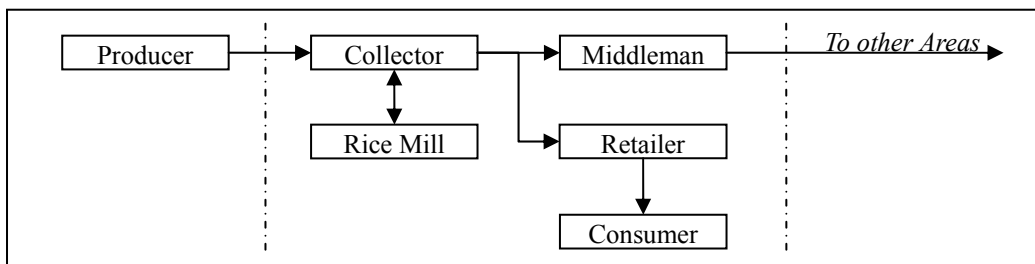 Producer
Collector
Middleman
To other Areas
Rice Mill
Retailer
Consumer